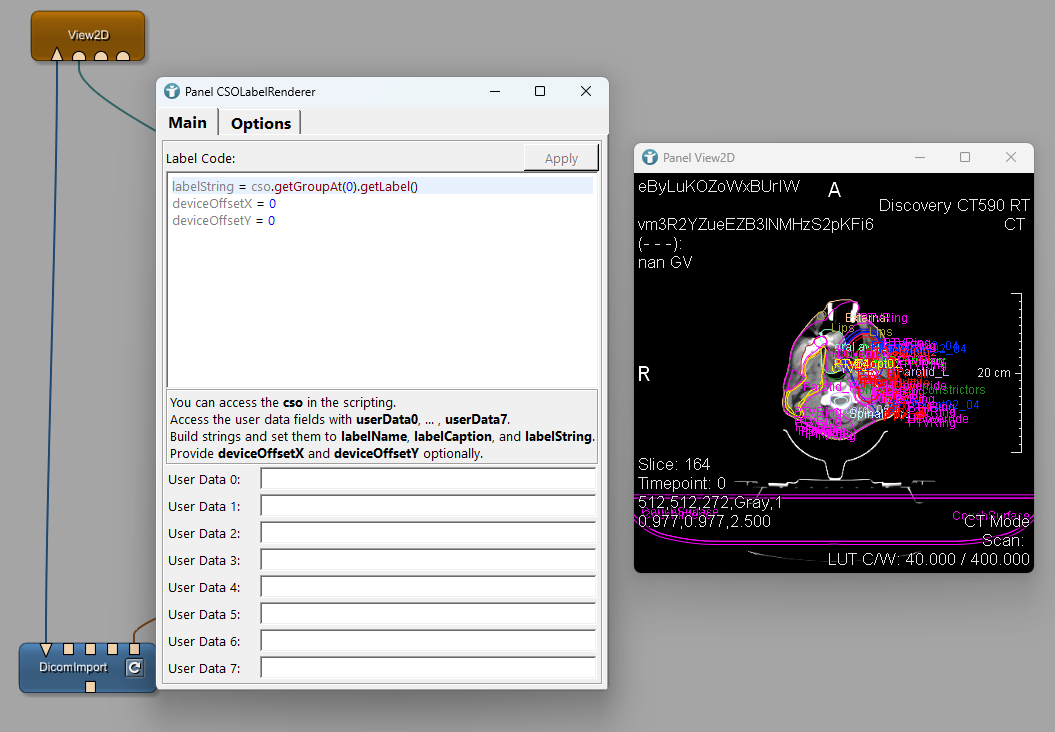 View2D
Panel CSOLabelRenderer
Main
Options
Label Code:
Apply
labelString = cso.getGroupAt(0).getLabel()
deviceOffsetX = 0
deviceOffsetY = 0
You can access the cso in the scripting.
Access the user data fields with userData0, ... , userData7.
Build strings and set them to labelName, labelCaption, and labelString.
Provide deviceOffsetX and deviceOffsetY optionally.
User Data 0:
User Data 1:
User Data 2:
User Data 3:
User Data 4:
User Data 5:
User Data 6:
User Data 7:
DicomImport
Panel View2D
eByLuKOZoWxBUrIW
A
Discovery CT590 RT
vm3R2YZueEZB3lNMHzS2pKFi6
CT
(- - -):
nan GV
External
Lips
Lips
R
20 cm
Parotid_L
constrictors
Spinal
Slice: 164
Timepoint: 0
512,512,272,Gray,1
0.977,0.977,2.500
CouchSurface
CT Mode
Scan:
LUT C/W: 40.000 / 400.000